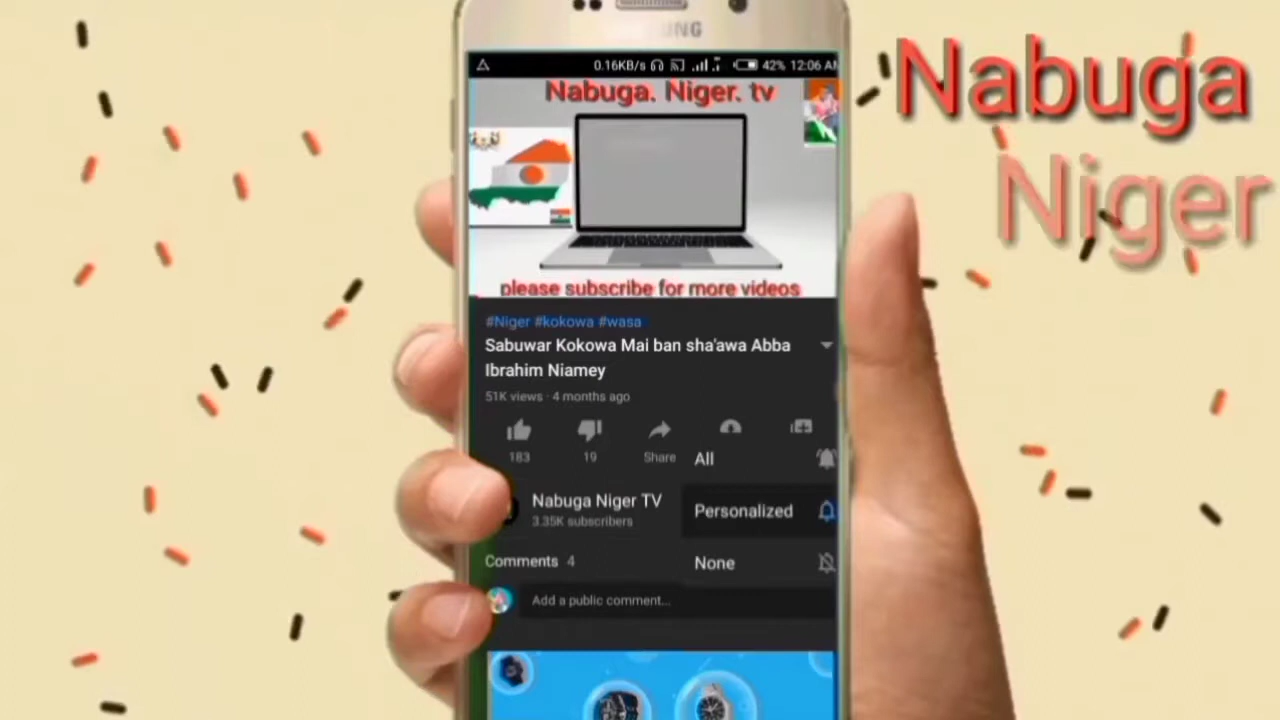 Nabuga
Niger
SAMSUNG
0.16KB/s 42% 12:06 AM
Nabuga. Niger. tv
please subscribe for more videos
#Niger #kokowa #wasa
Sabuwar Kokowa Mai ban sha'awa Abba
Ibrahim Niamey
51K views · 4 months ago
183
19
Share
All
Nabuga Niger TV
3.35K subscribers
Personalized
Comments 4
None
Add a public comment...